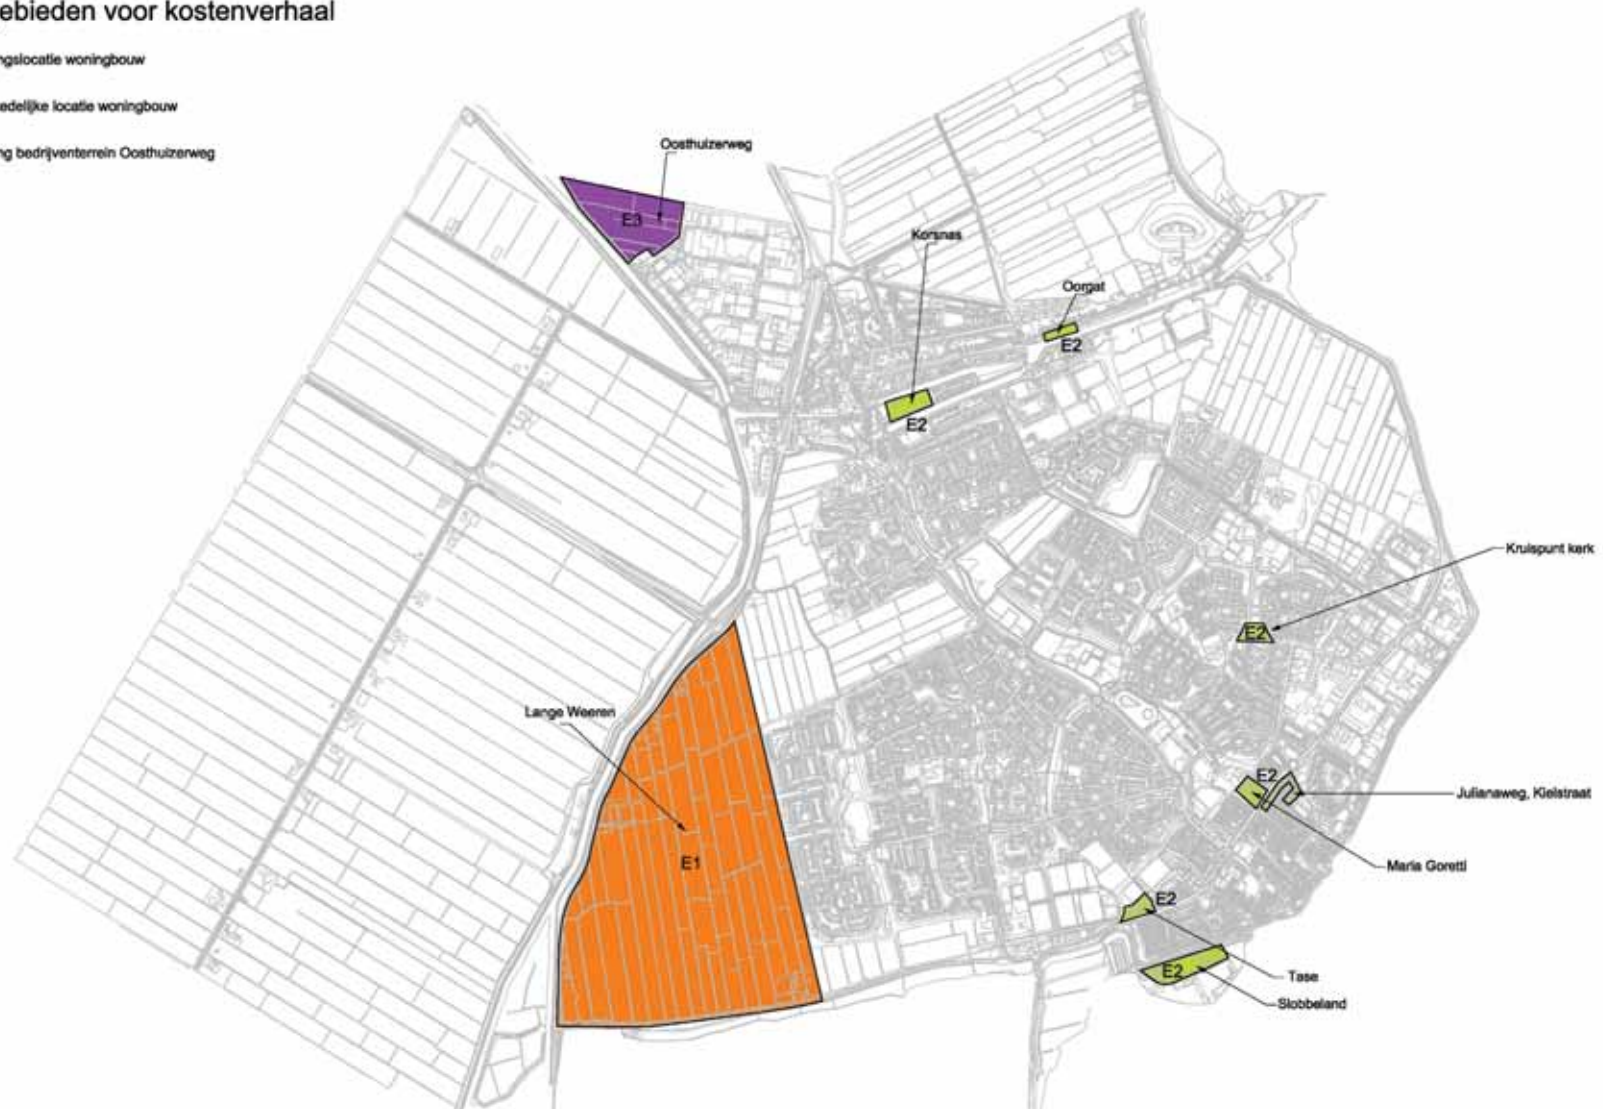 ebieden voor kostenverhaal
ngslocatie woningbouw
edelijke locatie woningbouw
ng bedrijventerrein Oosthuizerweg
Oosthuizerweg
E3
Korsnas
Oorgat
E2
E2
Kruispunt kerk
E2
Lange Weeren
E1
E2
Julianaweg, Kielstraat
Maria Goretti
E2
E2
Tase
Slobbeland